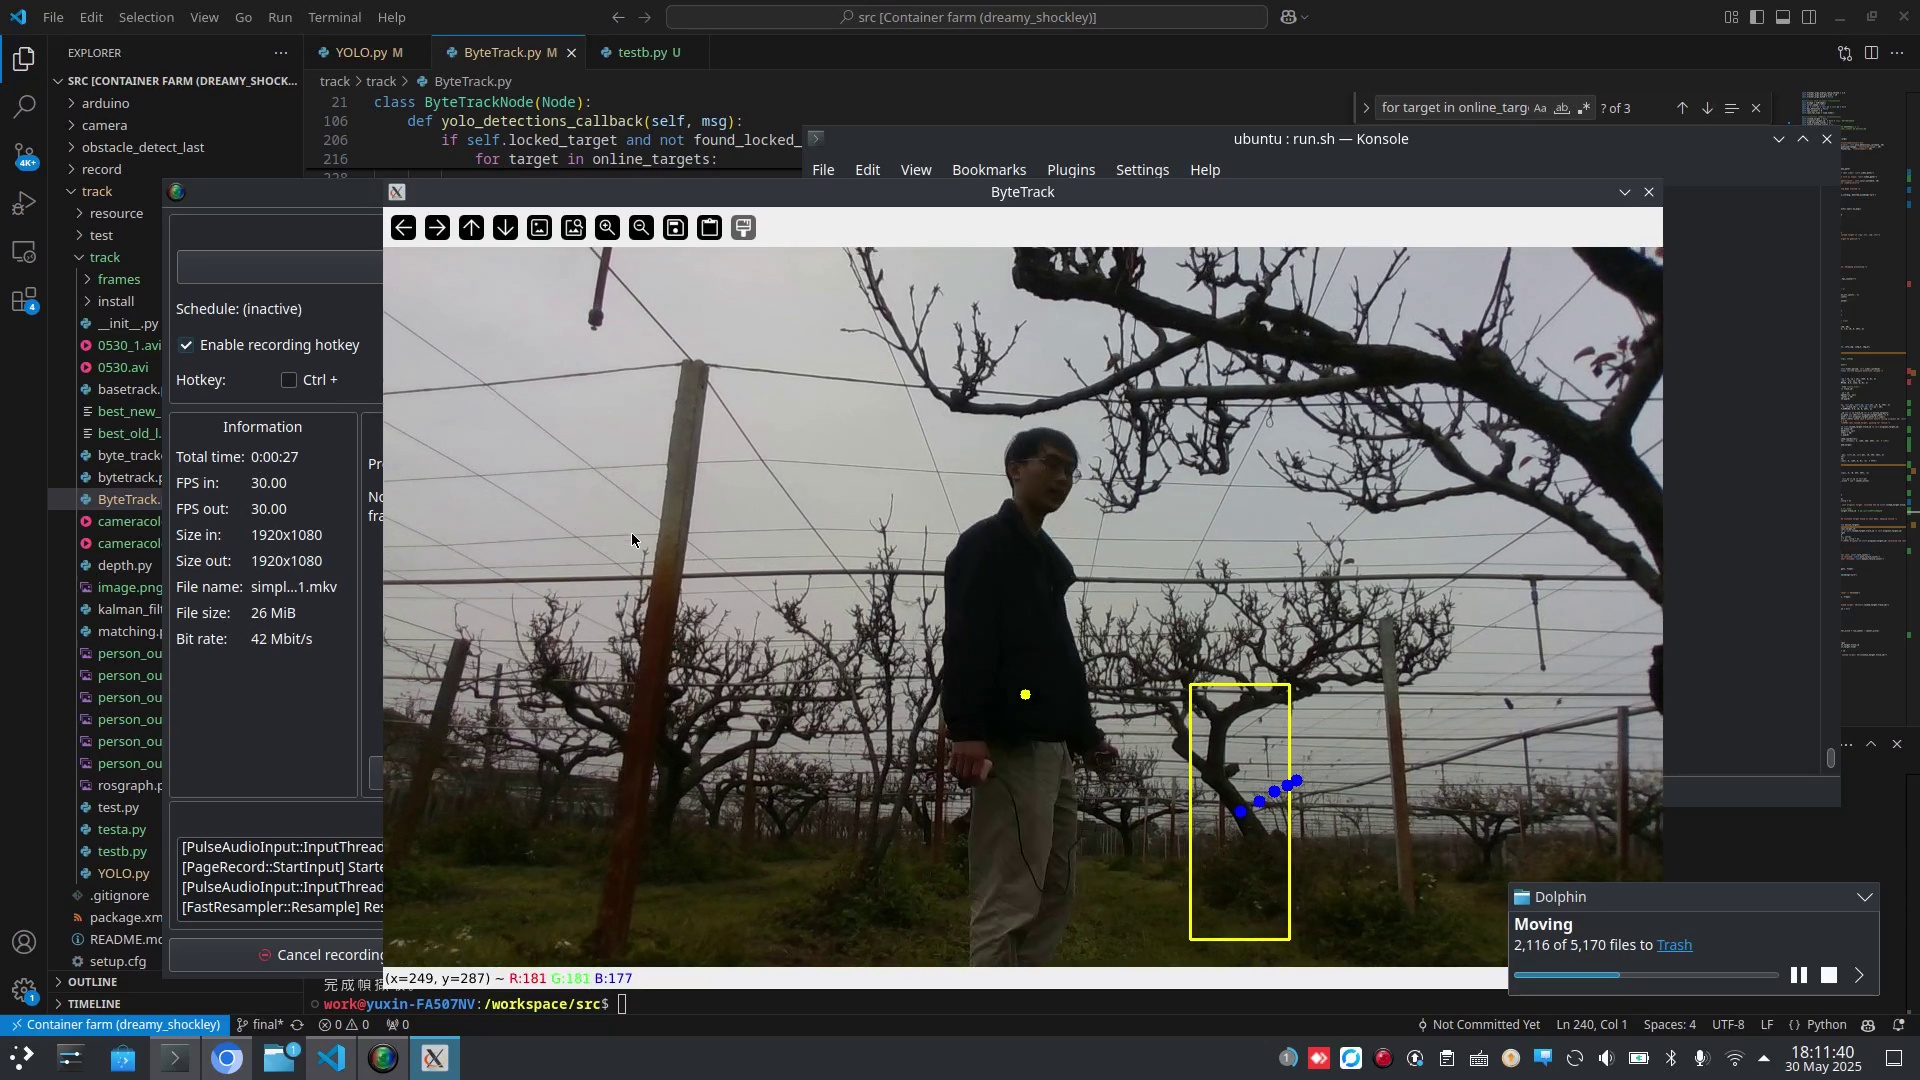 File Edit Selection View Go Run Terminal Help
src [Container farm (dreamy_shockley)]
EXPLORER
YOLO.py M
ByteTrack.py M
testb.py U
SRC [CONTAINER FARM (DREAMY_SHOCK...
track > track > ByteTrack.py
arduino
camera
obstacle_detect_last
record
track
resource
test
track
frames
install
__init__.py
0530_1.avi
0530.avi
basetrack.
best_new_
best_old_l.
byte_track
bytetrack.p
ByteTrack.
cameracol
cameracol
depth.py
image.png
kalman_filt
matching.p
person_ou
person_ou
person_ou
person_ou
person_ou
person_ou
rosgraph.p
test.py
testa.py
testb.py
YOLO.py
.gitignore
package.xm
README.md
setup.cfg
OUTLINE
TIMELINE
4K+
4
1
21 class ByteTrackNode(Node):
106 def yolo_detections_callback(self, msg):
206 if self.locked_target and not found_locked_
216 for target in online_targets:
for target in online_targ
Aa ab
? of 3
ubuntu : run.sh — Konsole
File Edit View Bookmarks Plugins Settings Help
ByteTrack
Schedule: (inactive)
Enable recording hotkey
Hotkey: Ctrl +
Information
Total time: 0:00:27
FPS in: 30.00
FPS out: 30.00
Size in: 1920x1080
Size out: 1920x1080
File name: simpl...1.mkv
File size: 26 MiB
Bit rate: 42 Mbit/s
Pr
No
fra
[PulseAudioInput::InputThread
[PageRecord::StartInput] Starte
[PulseAudioInput::InputThread
[FastResampler::Resample] Res
Cancel recording
(x=249, y=287) ~ R:181 G:181 B:177
work@yuxin-FA507NV:/workspace/src$
Dolphin
Moving
2,116 of 5,170 files to Trash
Container farm (dreamy_shockley)
final*
0 0
0
Not Committed Yet
Ln 240, Col 1
Spaces: 4
UTF-8
LF
{ } Python
1
1
18:11:40
30 May 2025